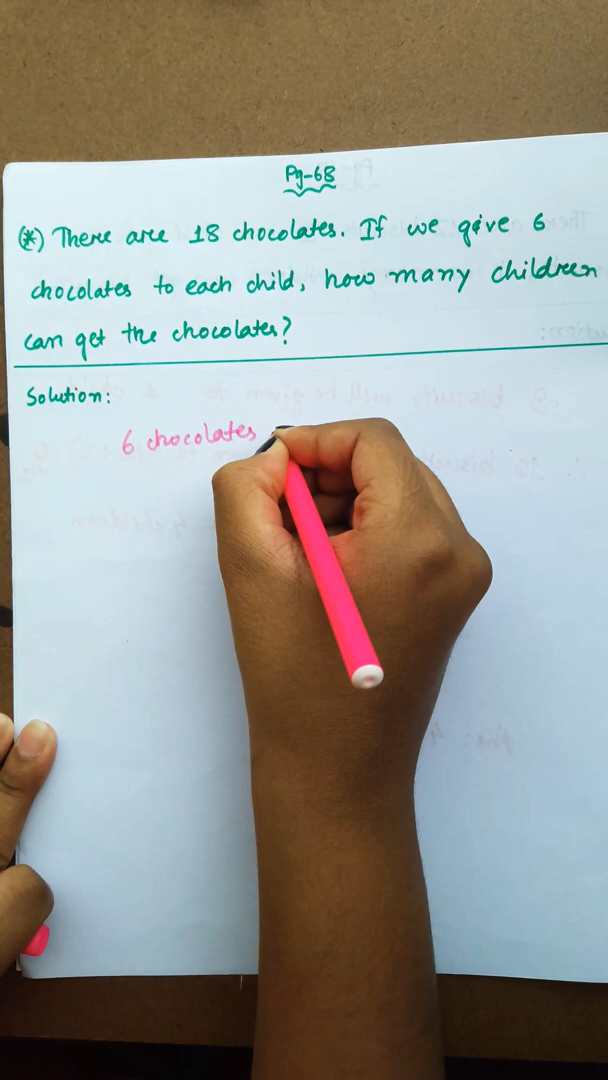 Pg-68
(*) There are 18 chocolates. If we give 6
chocolates to each child, how many children
can get the chocolates?
Solution:
6 chocolates